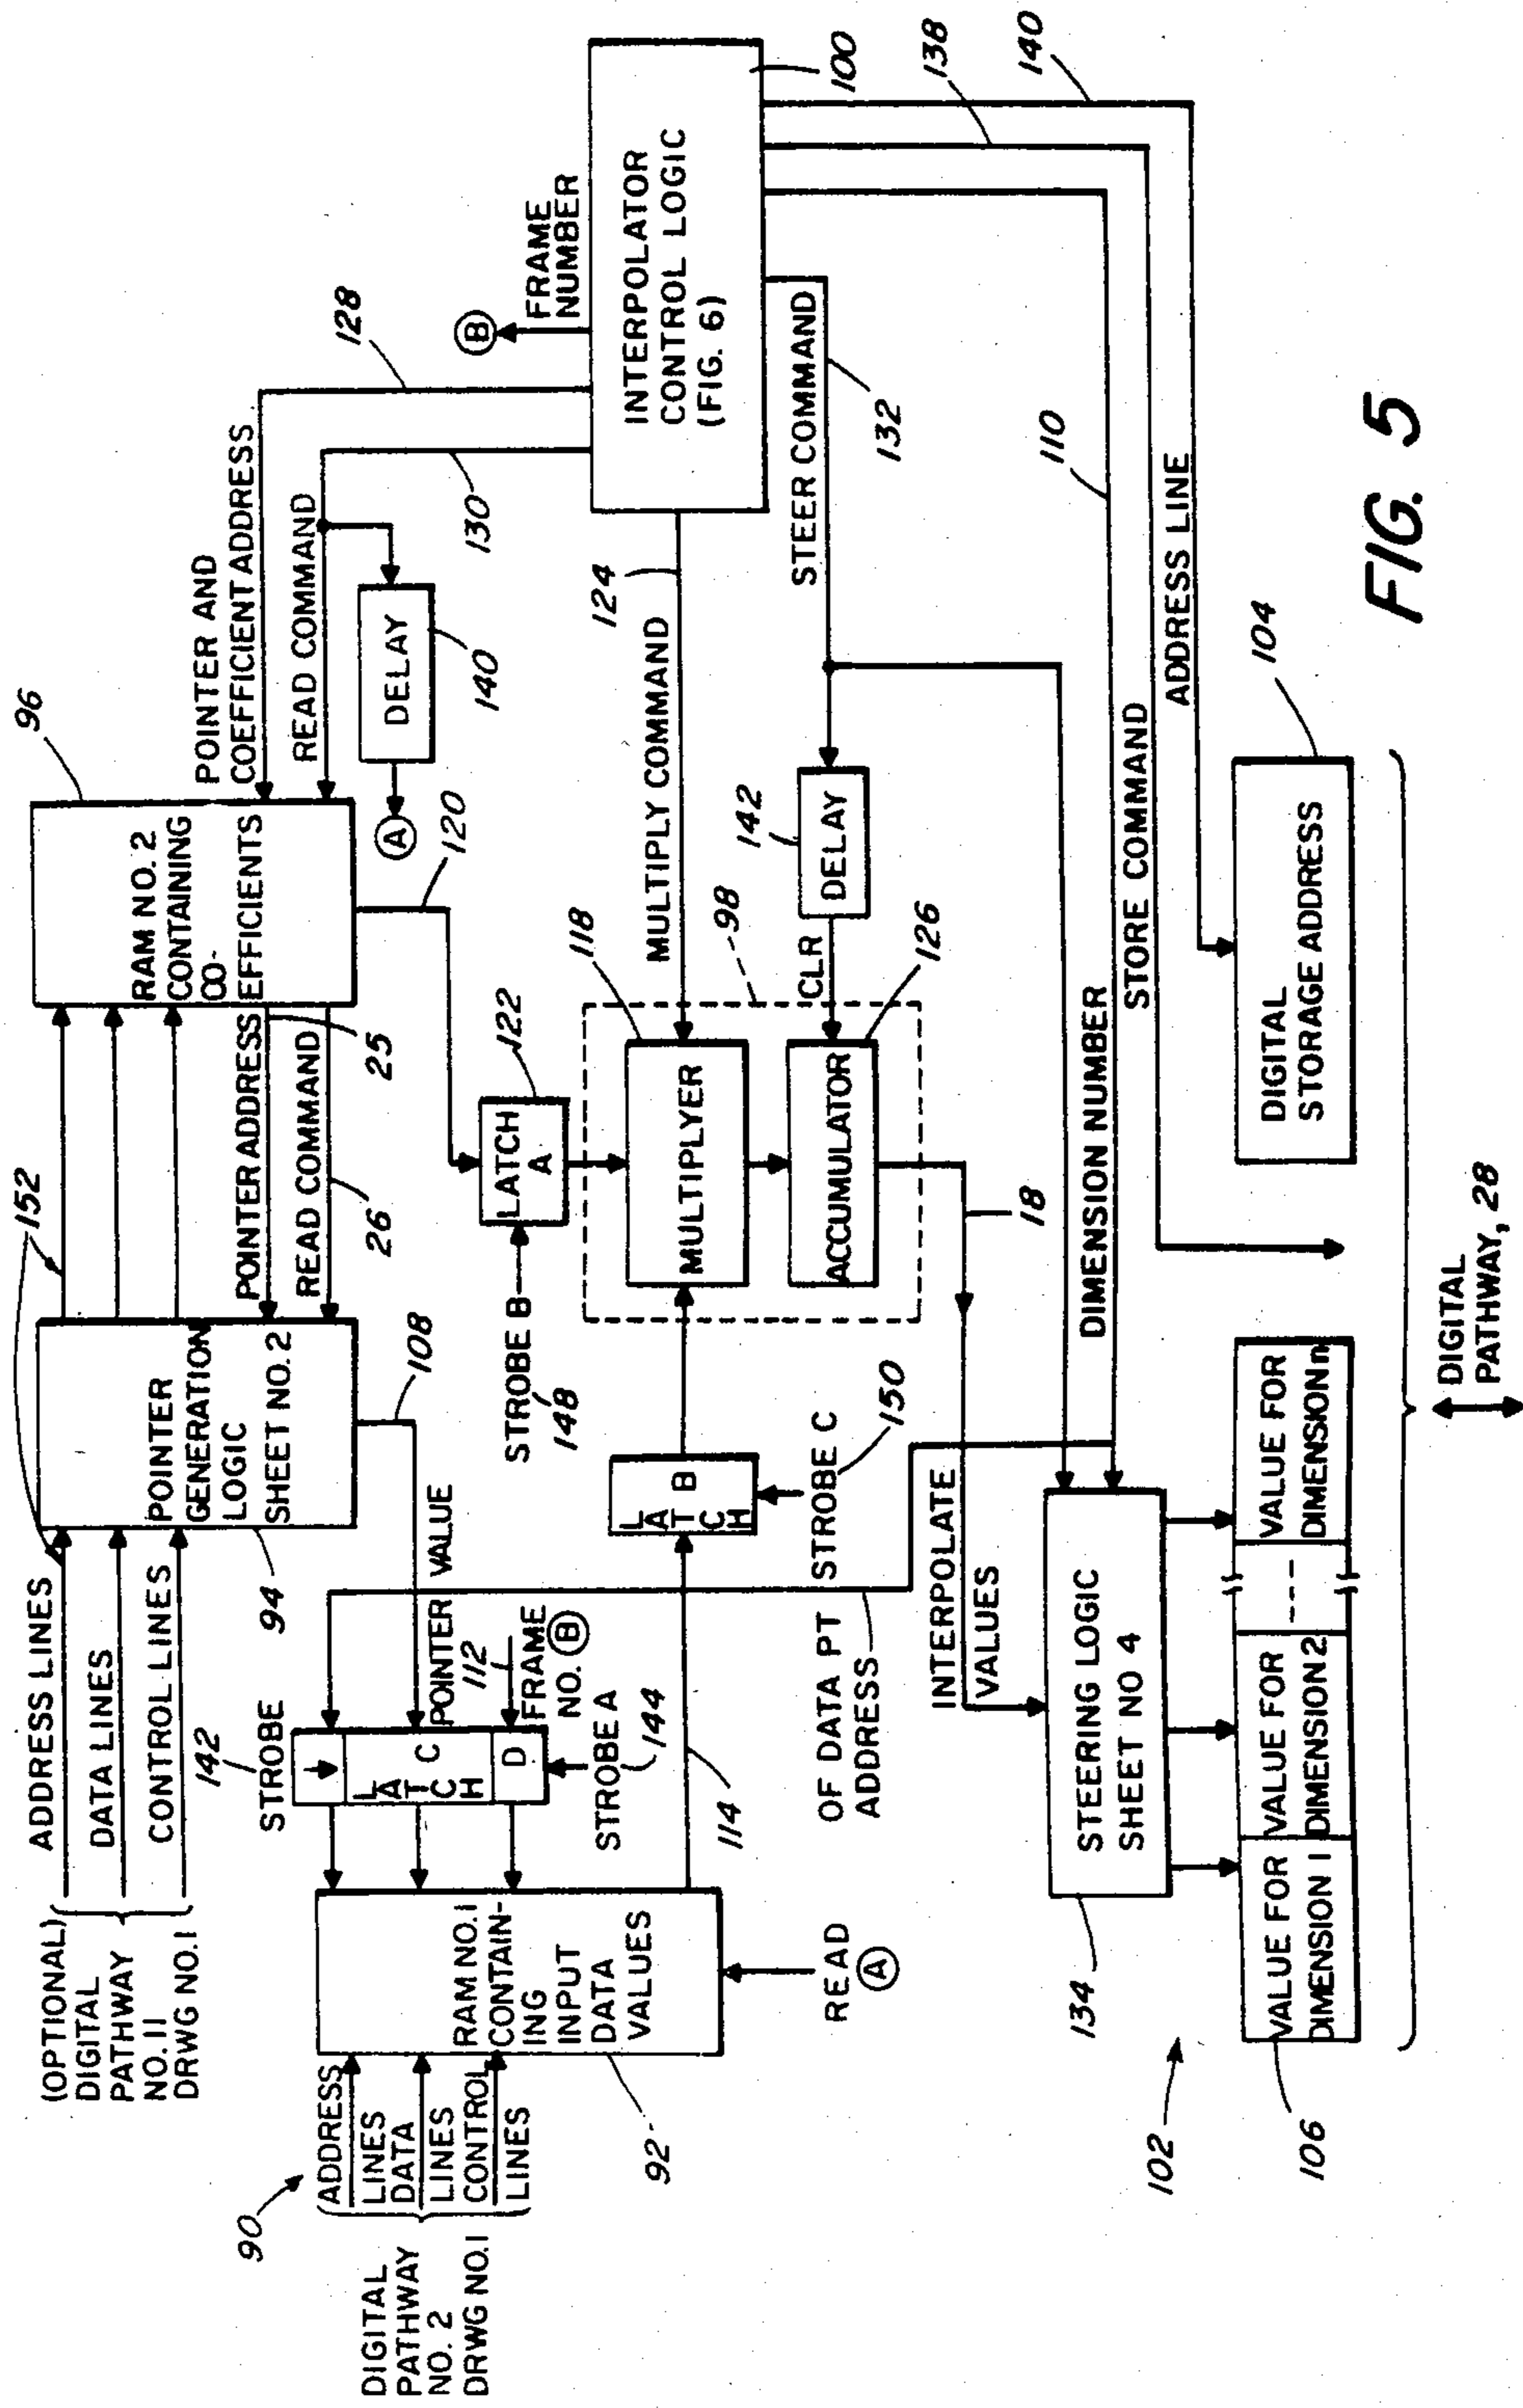 (OPTIONAL)
DIGITAL
PATHWAY
NO. 11
DRWG NO. 1
ADDRESS LINES
DATA LINES
CONTROL LINES
152
94
POINTER
GENERATION
LOGIC
SHEET NO. 2
108
POINTER ADDRESS
25
READ COMMAND
26
96
RAM NO. 2
CONTAINING
CO-
EFFICIENTS
120
POINTER AND
COEFFICIENT ADDRESS
READ COMMAND
128
130
DELAY
140
A
B
FRAME
NUMBER
INTERPOLATOR
CONTROL LOGIC
(FIG. 6)
100
90
DIGITAL
PATHWAY
NO. 2
DRWG NO. 1
ADDRESS
LINES
DATA
LINES
CONTROL
LINES
92
RAM NO. 1
CONTAIN-
ING
INPUT
DATA
VALUES
READ
A
142
STROBE
LATCH
C
D
POINTER VALUE
112
FRAME
NO. B
STROBE A
144
114
LATCH
B
STROBE C
150
STROBE B
148
LATCH
A
122
118
MULTIPLYER
98
MULTIPLY COMMAND
124
ACCUMULATOR
126
CLR
DELAY
142
STEER COMMAND
132
18
OF DATA PT
ADDRESS
INTERPOLATE
VALUES
DIMENSION NUMBER
110
STORE COMMAND
138
ADDRESS LINE
140
134
STEERING LOGIC
SHEET NO 4
102
106
VALUE FOR
DIMENSION 1
VALUE FOR
DIMENSION 2
---
VALUE FOR
DIMENSION n
DIGITAL
STORAGE ADDRESS
104
DIGITAL
PATHWAY, 28
FIG. 5